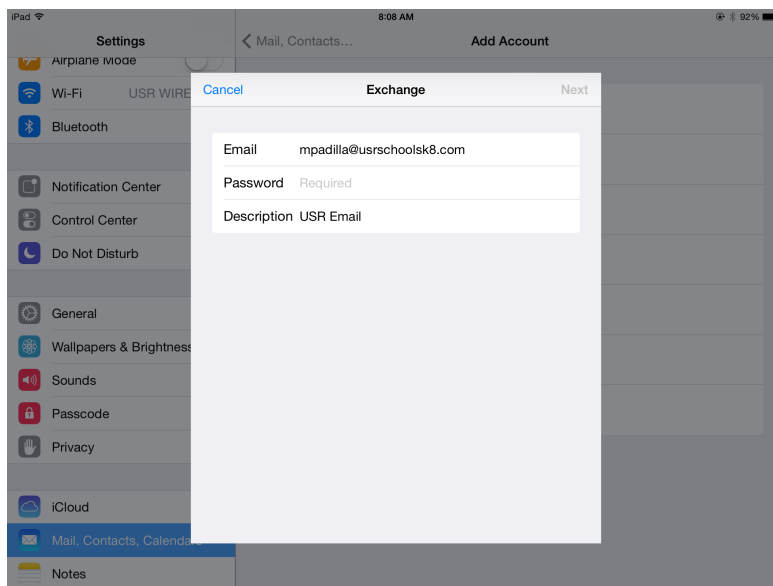 iPad 8:08 AM 92%
Settings
Mail, Contacts...
Add Account
Airplane Mode
Wi-Fi USR WIRE
Bluetooth
Notification Center
Control Center
Do Not Disturb
General
Wallpapers & Brightness
Sounds
Passcode
Privacy
iCloud
Mail, Contacts, Calendars
Notes
Cancel Exchange Next
Email mpadilla@usrschoolsk8.com
Password Required
Description USR Email